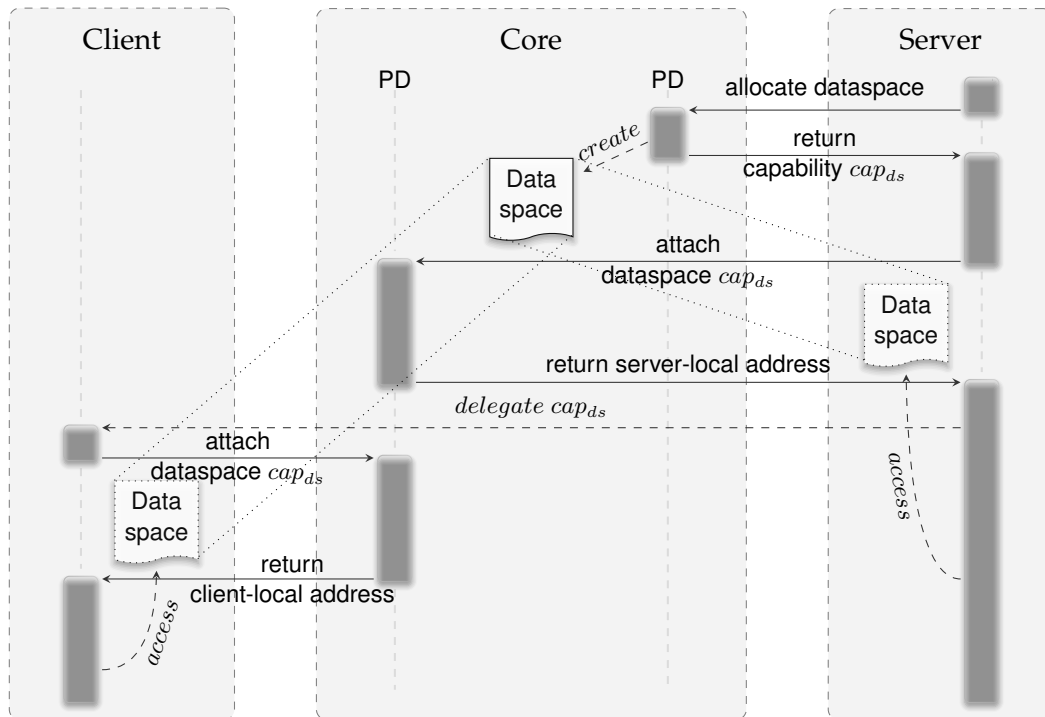 Client
Core
Server
PD
PD
allocate dataspace
create
return
capability cap_ds
Data
space
attach
dataspace cap_ds
Data
space
return server-local address
delegate cap_ds
attach
dataspace cap_ds
access
Data
space
return
client-local address
access